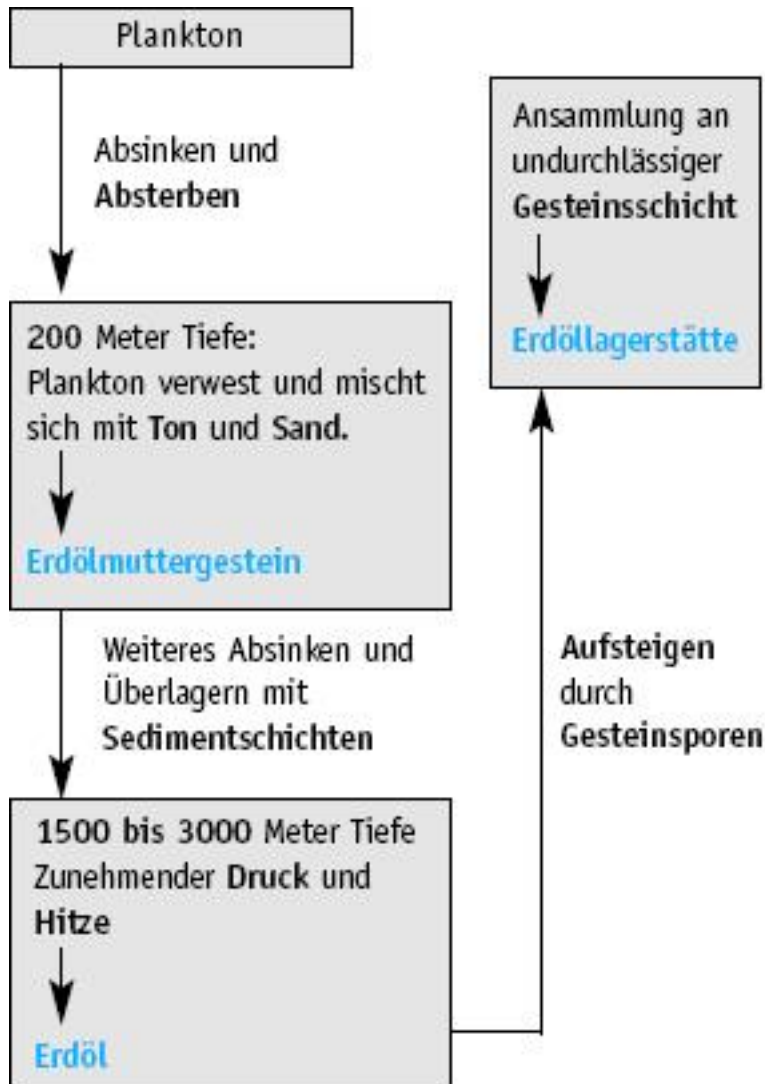 Plankton
Absinken und
Absterben
200 Meter Tiefe:
Plankton verwest und mischt
sich mit Ton und Sand.
Erdölmuttergestein
Weiteres Absinken und
Überlagern mit
Sedimentschichten
1500 bis 3000 Meter Tiefe
Zunehmender Druck und
Hitze
Erdöl
Aufsteigen
durch
Gesteinsporen
Ansammlung an
undurchlässiger
Gesteinsschicht
Erdöllagerstätte